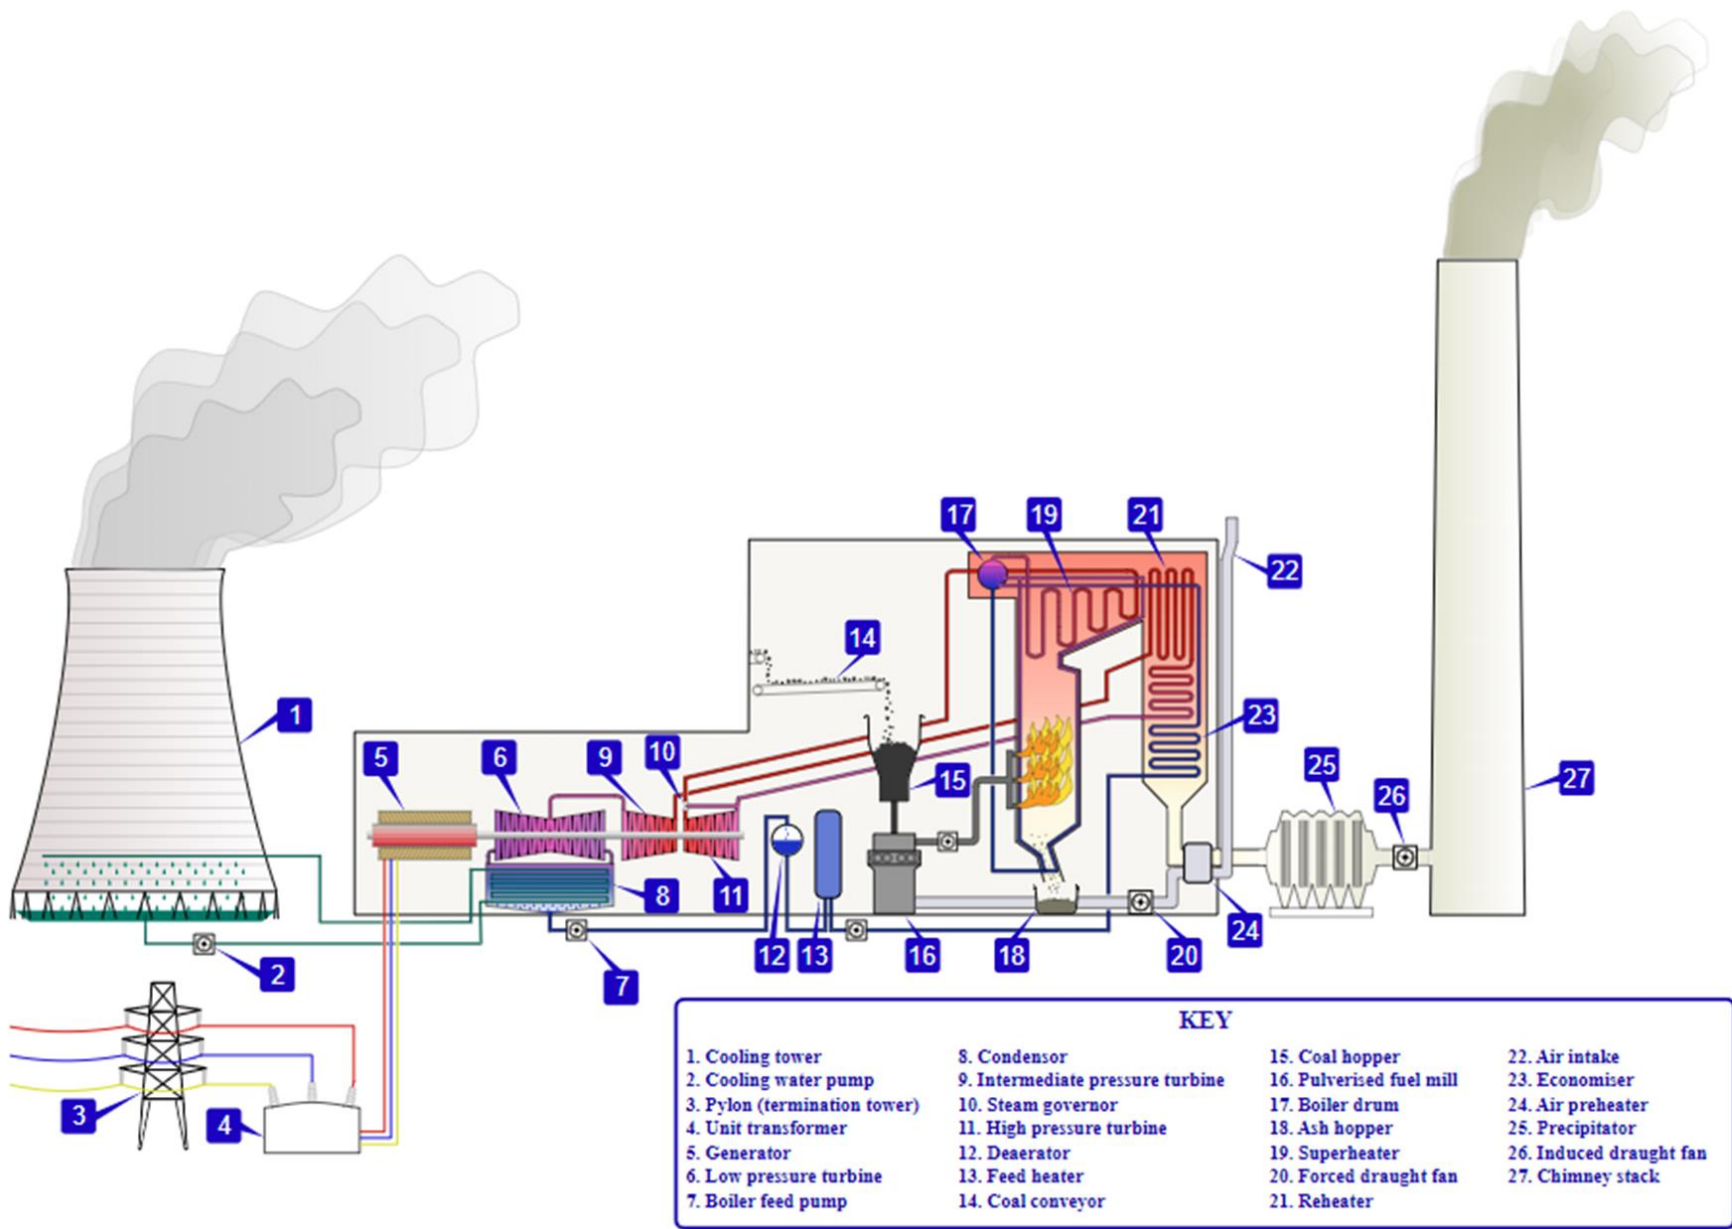 17
19
21
22
14
1
23
5
6
9
10
15
25
26
27
11
8
2
7
12
13
16
18
20
24
3
4
KEY
1. Cooling tower
2. Cooling water pump
3. Pylon (termination tower)
4. Unit transformer
5. Generator
6. Low pressure turbine
7. Boiler feed pump
8. Condensor
9. Intermediate pressure turbine
10. Steam governor
11. High pressure turbine
12. Deaerator
13. Feed heater
14. Coal conveyor
15. Coal hopper
16. Pulverised fuel mill
17. Boiler drum
18. Ash hopper
19. Superheater
20. Forced draught fan
21. Reheater
22. Air intake
23. Economiser
24. Air preheater
25. Precipitator
26. Induced draught fan
27. Chimney stack